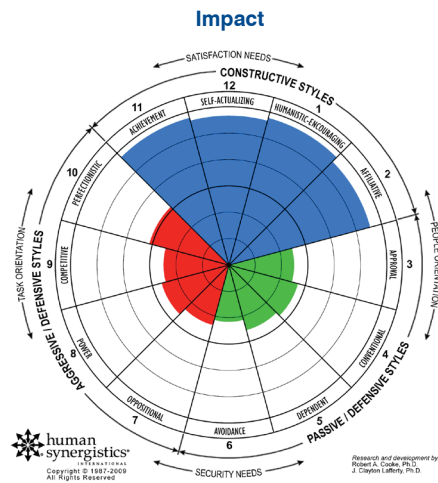 Impact
SATISFACTION NEEDS
CONSTRUCTIVE STYLES
12
SELF-ACTUALIZING
11
ACHIEVEMENT
1
HUMANISTIC-ENCOURAGING
10
PERFECTIONISTIC
2
AFFILIATIVE
TASK ORIENTATION
PEOPLE ORIENTATION
9
COMPETITIVE
3
APPROVAL
AGGRESSIVE / DEFENSIVE STYLES
8
POWER
4
CONVENTIONAL
PASSIVE / DEFENSIVE STYLES
7
OPPOSITIONAL
5
DEPENDENT
AVOIDANCE
6
SECURITY NEEDS
human
synergistics®
INTERNATIONAL
Copyright © 1987-2009
All Rights Reserved
Research and development by
Robert A. Cooke, Ph.D.
J. Clayton Lafferty, Ph.D.